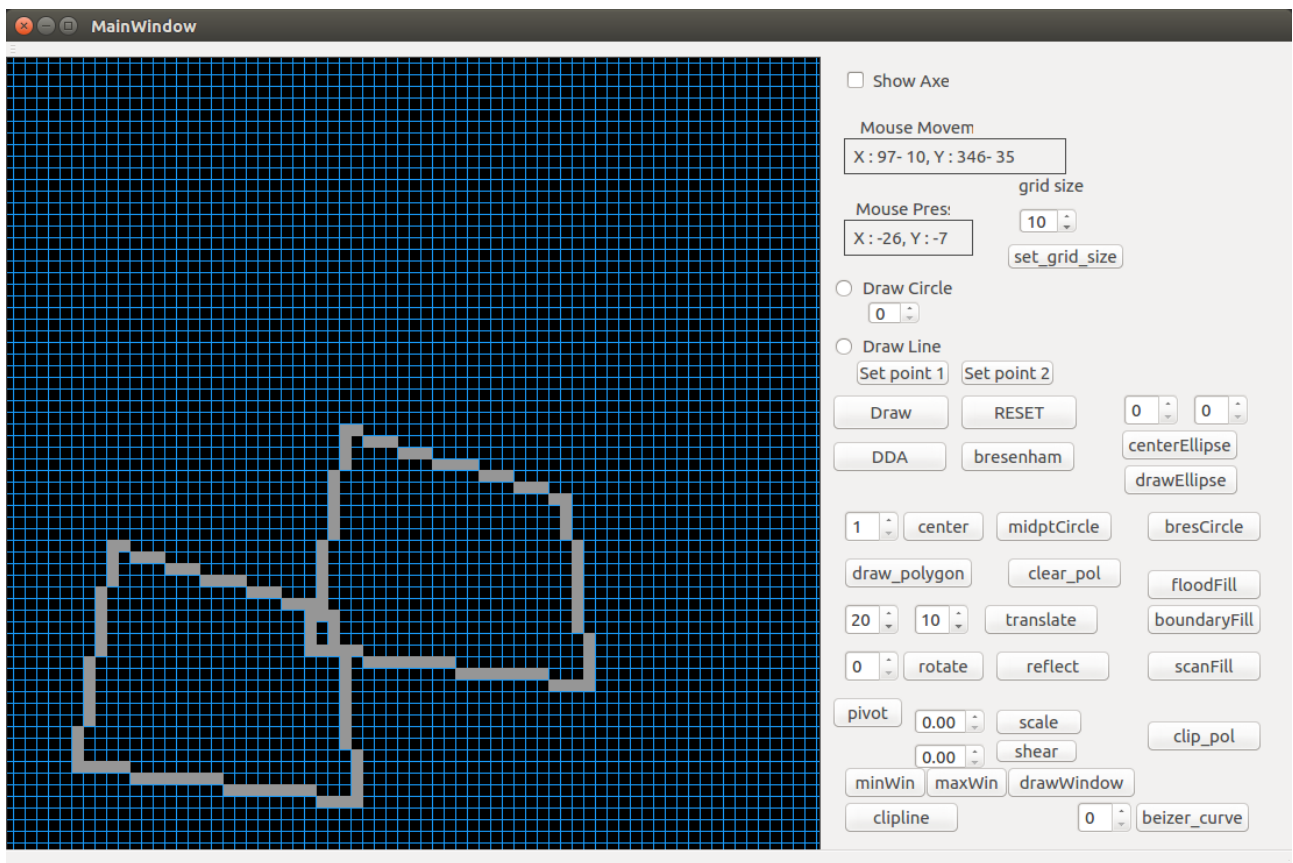 MainWindow
Show Axe
Mouse Movem
X : 97- 10, Y : 346- 35
grid size
Mouse Pres
10
X : -26, Y : -7
set_grid_size
Draw Circle
0
Draw Line
Set point 1 Set point 2
Draw RESET 0 0
centerEllipse
DDA bresenham
drawEllipse
1 center midptCircle bresCircle
draw_polygon clear_pol floodFill
20 10 translate boundaryFill
0 rotate reflect scanFill
pivot
0.00 scale
clip_pol
0.00 shear
minWin maxWin drawWindow
clipline 0 beizer_curve